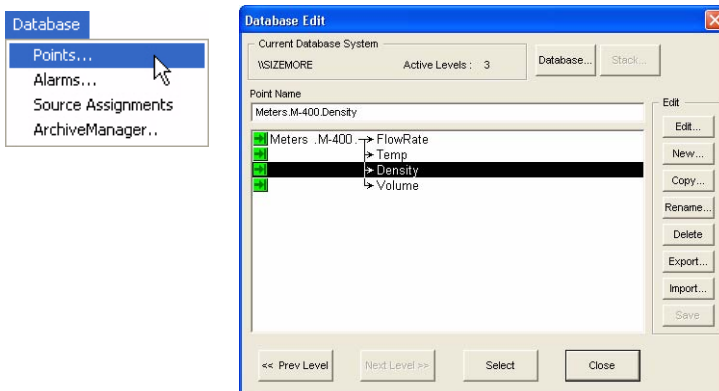 Database
Points...
Alarms...
Source Assignments
ArchiveManager..
Database Edit
Current Database System
\\SIZEMORE Active Levels : 3
Database...
Stack...
Point Name
Meters.M-400.Density
Meters .M-400. FlowRate
Temp
Density
Volume
Edit
Edit...
New...
Copy...
Rename...
Delete
Export...
Import...
Save
<< Prev Level
Next Level >>
Select
Close